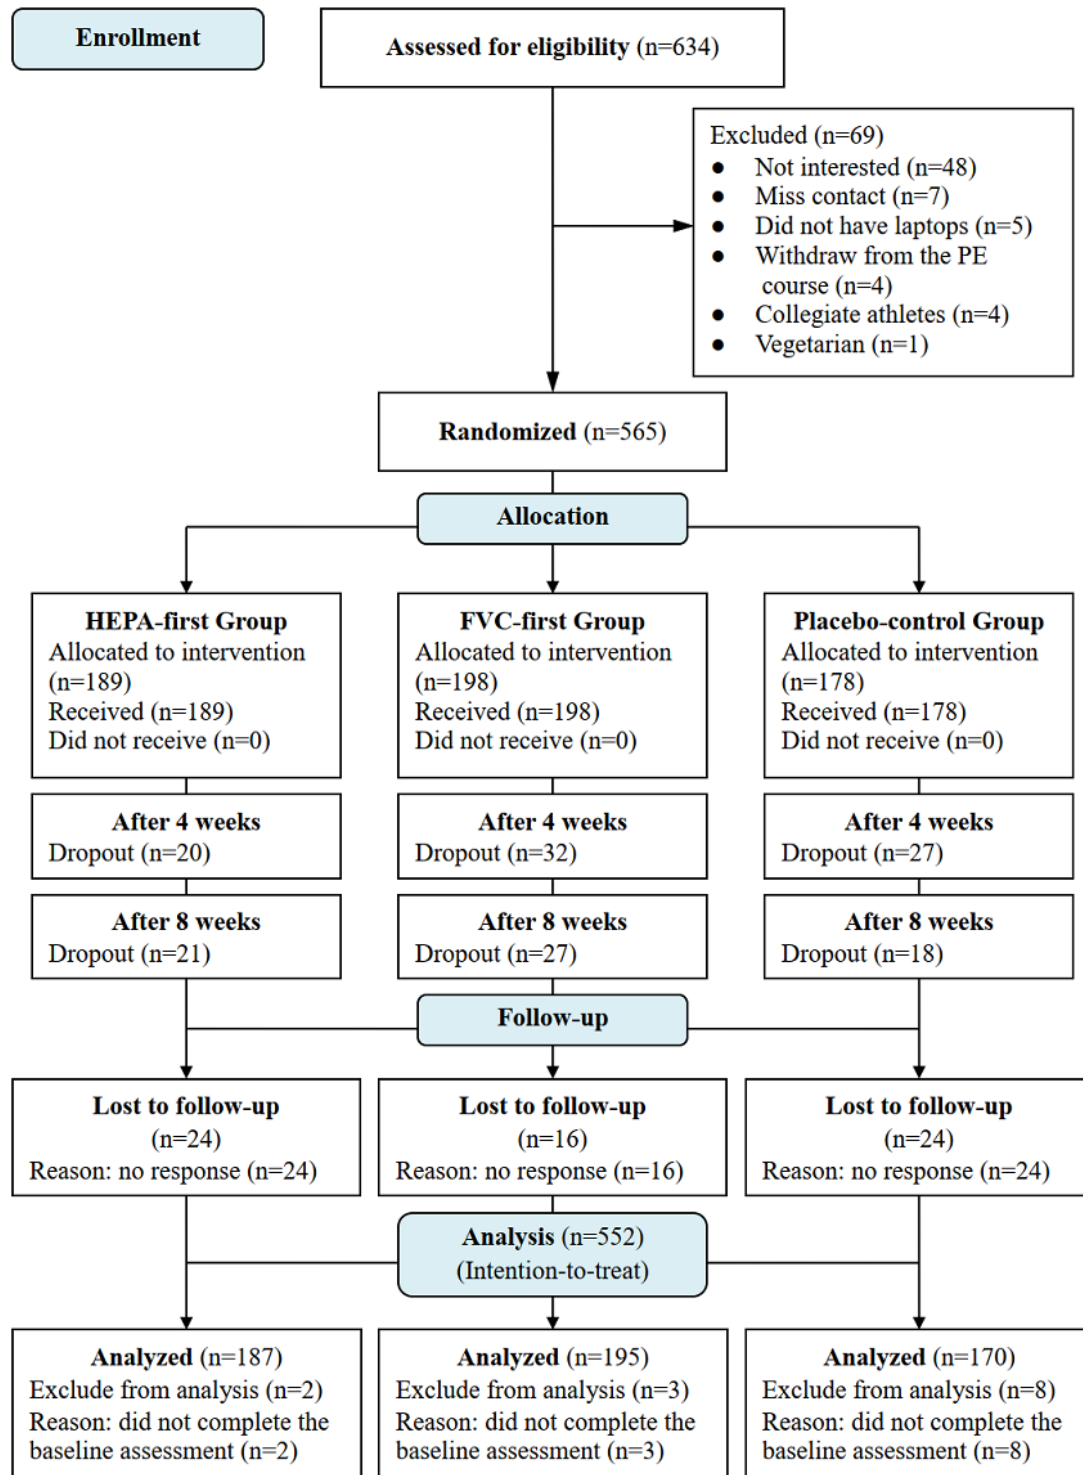 Enrollment
Assessed for eligibility (n=634)
Excluded (n=69)
● Not interested (n=48)
● Miss contact (n=7)
● Did not have laptops (n=5)
● Withdraw from the PE
course (n=4)
● Collegiate athletes (n=4)
● Vegetarian (n=1)
Randomized (n=565)
Allocation
HEPA-first Group
Allocated to intervention
(n=189)
Received (n=189)
Did not receive (n=0)
FVC-first Group
Allocated to intervention
(n=198)
Received (n=198)
Did not receive (n=0)
Placebo-control Group
Allocated to intervention
(n=178)
Received (n=178)
Did not receive (n=0)
After 4 weeks
Dropout (n=20)
After 4 weeks
Dropout (n=32)
After 4 weeks
Dropout (n=27)
After 8 weeks
Dropout (n=21)
After 8 weeks
Dropout (n=27)
After 8 weeks
Dropout (n=18)
Follow-up
Lost to follow-up
(n=24)
Reason: no response (n=24)
Lost to follow-up
(n=16)
Reason: no response (n=16)
Lost to follow-up
(n=24)
Reason: no response (n=24)
Analysis (n=552)
(Intention-to-treat)
Analyzed (n=187)
Exclude from analysis (n=2)
Reason: did not complete the
baseline assessment (n=2)
Analyzed (n=195)
Exclude from analysis (n=3)
Reason: did not complete the
baseline assessment (n=3)
Analyzed (n=170)
Exclude from analysis (n=8)
Reason: did not complete the
baseline assessment (n=8)